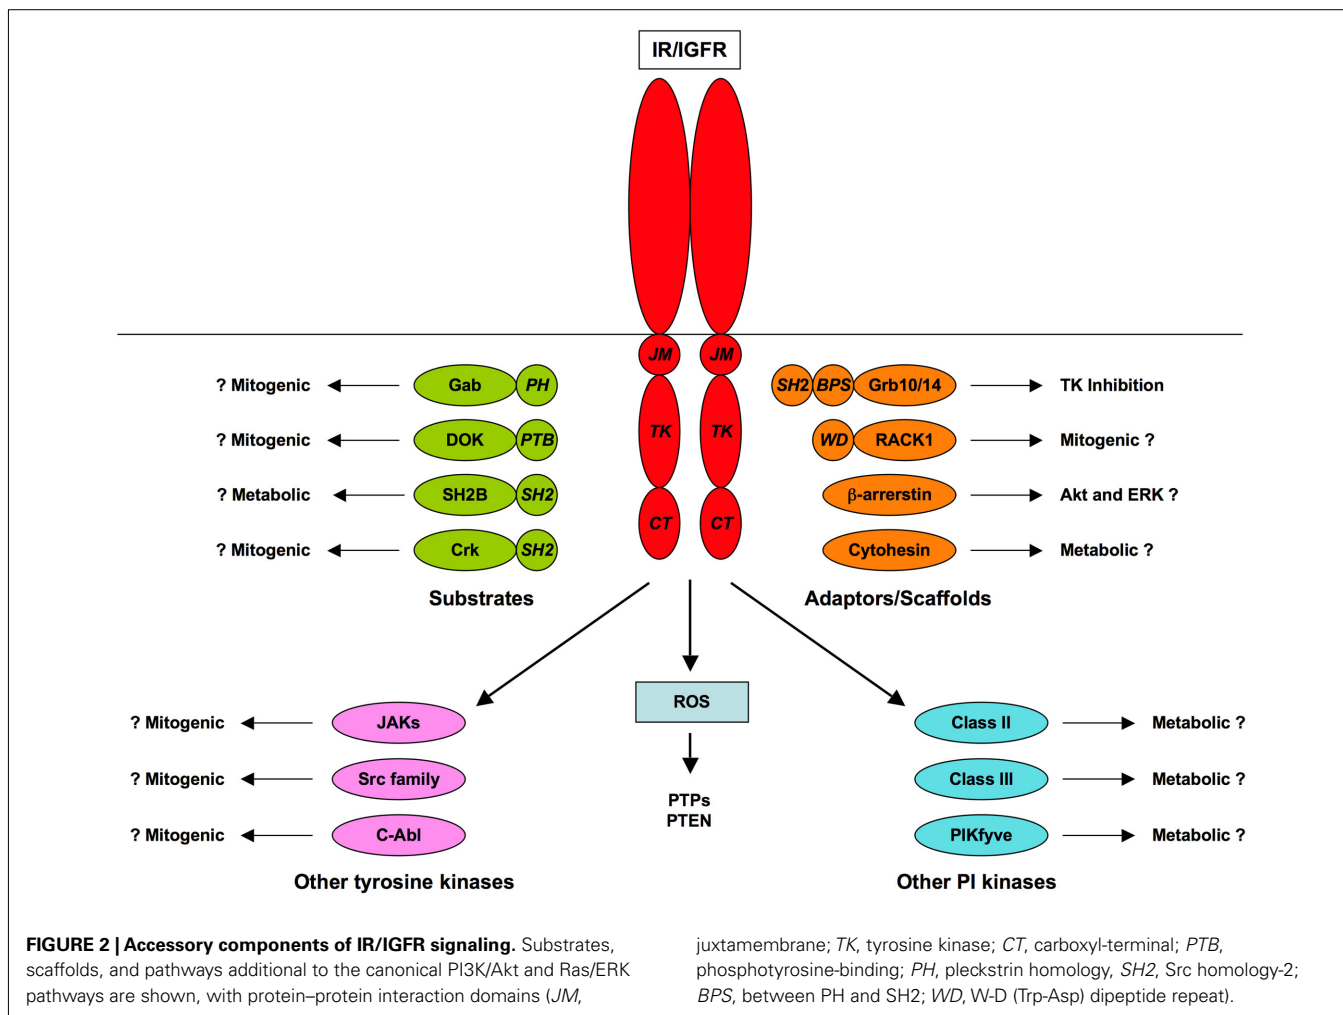 IR/IGFR
JM JM
TK TK
CT CT
? Mitogenic Gab PH
? Mitogenic DOK PTB
? Metabolic SH2B SH2
? Mitogenic Crk SH2
Substrates
SH2 BPS Grb10/14 TK Inhibition
WD RACK1 Mitogenic ?
β-arrerstin Akt and ERK ?
Cytohesin Metabolic ?
Adaptors/Scaffolds
? Mitogenic JAKs
? Mitogenic Src family
? Mitogenic C-Abl
Other tyrosine kinases
ROS
PTPs
PTEN
Class II Metabolic ?
Class III Metabolic ?
PIKfyve Metabolic ?
Other PI kinases
FIGURE 2 | Accessory components of IR/IGFR signaling. Substrates,
scaffolds, and pathways additional to the canonical PI3K/Akt and Ras/ERK
pathways are shown, with protein–protein interaction domains (JM,
juxtamembrane; TK, tyrosine kinase; CT, carboxyl-terminal; PTB,
phosphotyrosine-binding; PH, pleckstrin homology, SH2, Src homology-2;
BPS, between PH and SH2; WD, W-D (Trp-Asp) dipeptide repeat).